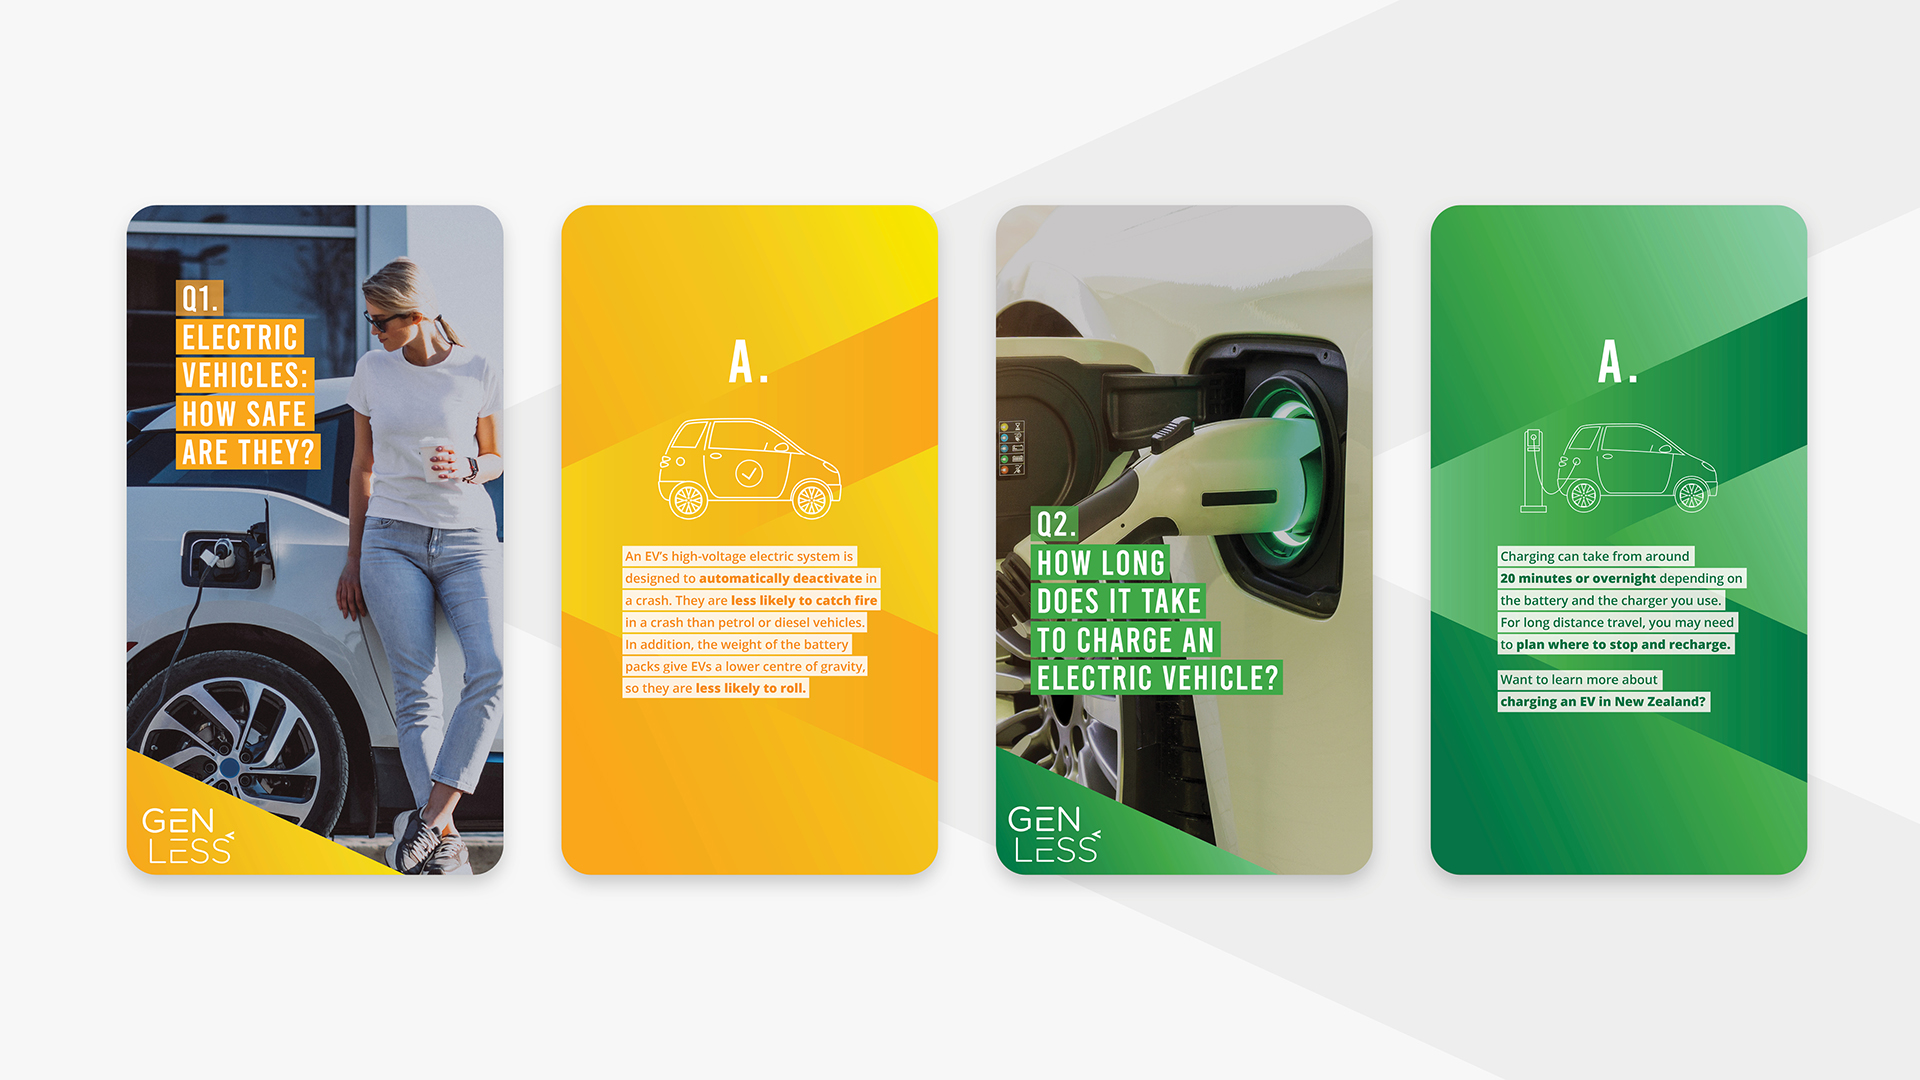 Q1.
ELECTRIC
VEHICLES:
HOW SAFE
ARE THEY?
GEN
LESS
A.
An EV's high-voltage electric system is
designed to automatically deactivate in
a crash. They are less likely to catch fire
in a crash than petrol or diesel vehicles.
In addition, the weight of the battery
packs give EVs a lower centre of gravity,
so they are less likely to roll.
Q2.
HOW LONG
DOES IT TAKE
TO CHARGE AN
ELECTRIC VEHICLE?
GEN
LESS
A.
Charging can take from around
20 minutes or overnight depending on
the battery and the charger you use.
For long distance travel, you may need
to plan where to stop and recharge.
Want to learn more about
charging an EV in New Zealand?